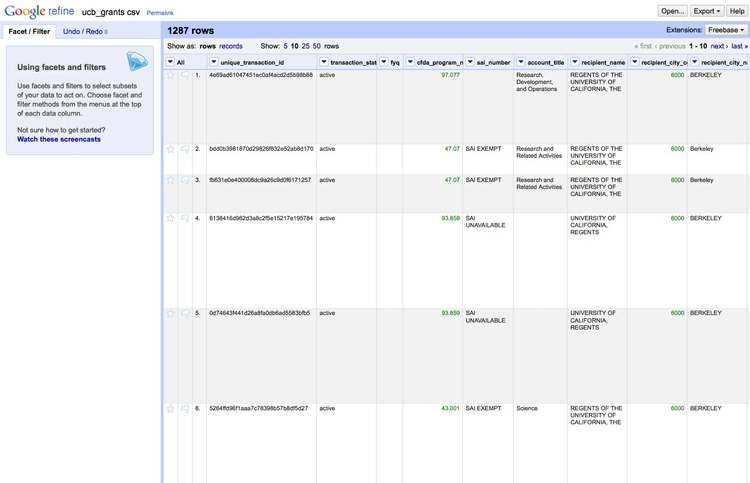 Google refine ucb_grants csv Permalink
Open... Export Help
Facet / Filter Undo / Redo 0
1287 rows
Extensions: Freebase
Show as: rows records Show: 5 10 25 50 rows
« first ‹ previous 1 - 10 next › last »
Using facets and filters
Use facets and filters to select subsets
of your data to act on. Choose facet and
filter methods from the menus at the top
of each data column.
Not sure how to get started?
Watch these screencasts
All unique_transaction_id transaction_stat fyq cfda_program_n sai_number account_title recipient_name recipient_city_c recipient_city_n
1. 4e69ad61047451ec0af4acd2d5b98b88 active 97.077 Research, REGENTS OF THE 6000 BERKELEY
Development, UNIVERSITY OF
and Operations CALIFORNIA, THE
2. bdd0b3981870d29826f832e52ab8d170 active 47.07 SAI EXEMPT Research and REGENTS OF THE 6000 Berkeley
Related Activities UNIVERSITY OF
CALIFORNIA, THE
3. fb631e0e400008dc9a26c9d0f6171257 active 47.07 SAI EXEMPT Research and REGENTS OF THE 6000 Berkeley
Related Activities UNIVERSITY OF
CALIFORNIA, THE
4. 6138416d962d3a8c2f5e15217e195784 active 93.859 SAI UNIVERSITY OF 6000 BERKELEY
UNAVAILABLE CALIFORNIA,
REGENTS
5. 0d74643f441d26a8fa0db6ad5583bfb5 active 93.859 SAI UNIVERSITY OF 6000 BERKELEY
UNAVAILABLE CALIFORNIA,
REGENTS
6. 5264ffd96f1aaa7c78398b57b8df5d27 active 43.001 SAI EXEMPT Science REGENTS OF THE 6000 BERKELEY
UNIVERSITY OF
CALIFORNIA, THE